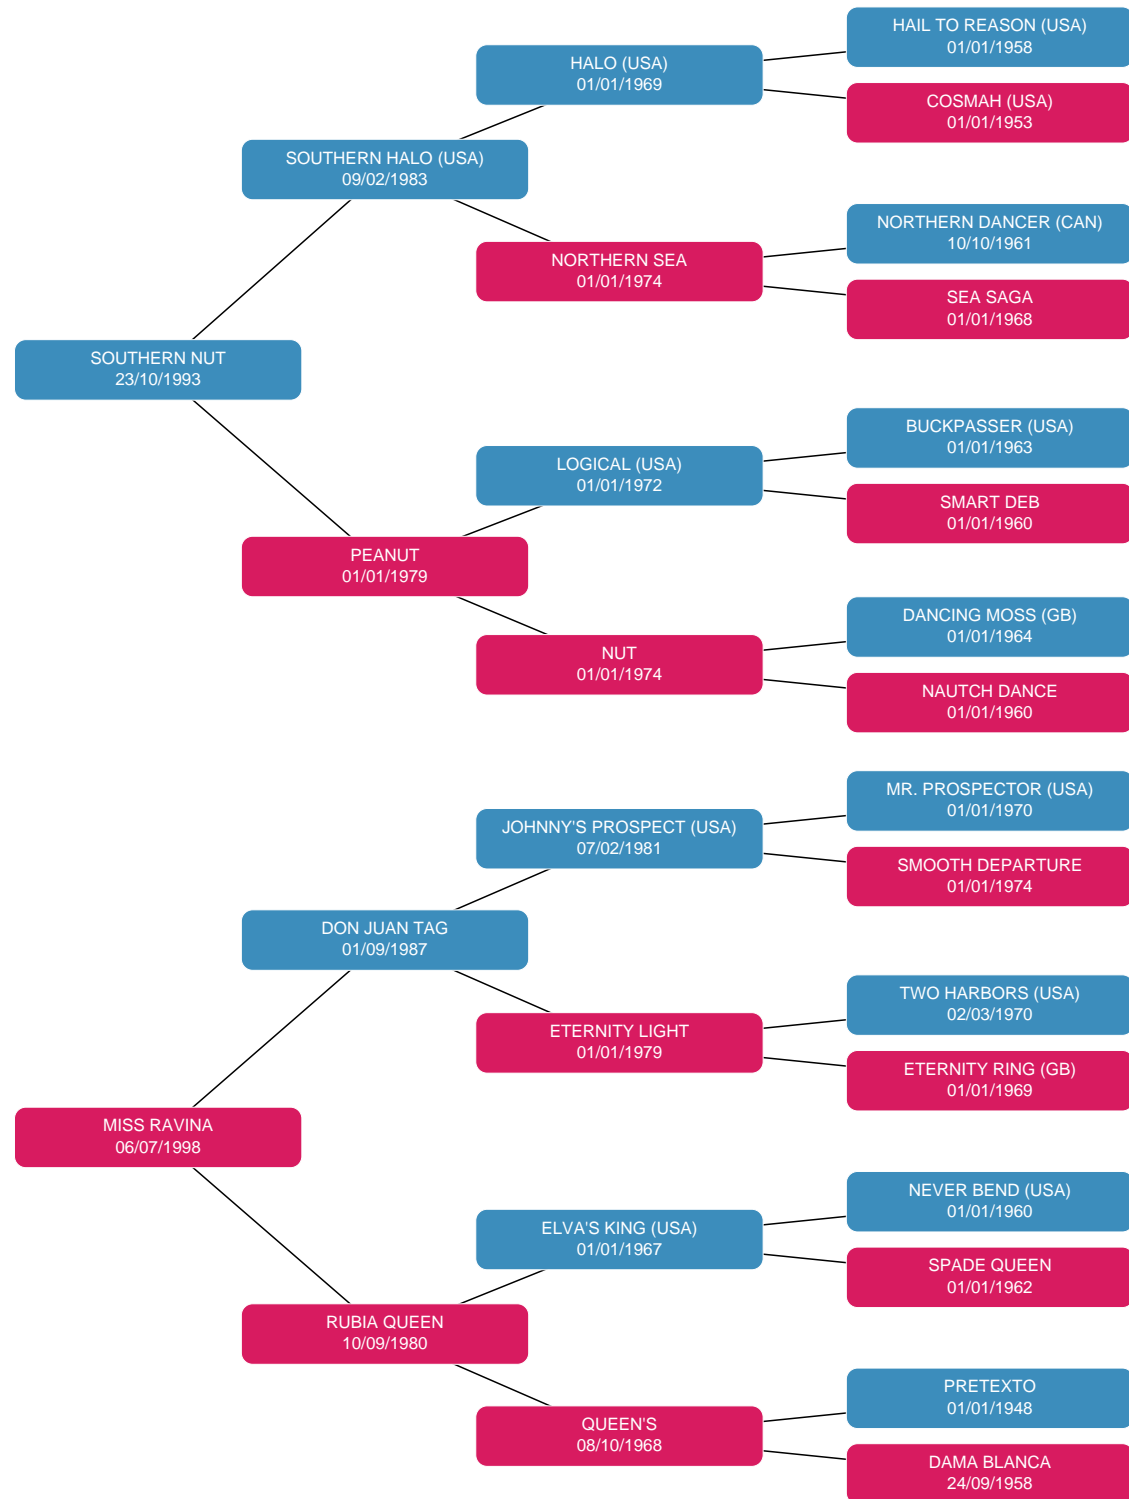 HAIL TO REASON (USA)
01/01/1958
HALO (USA)
01/01/1969
COSMAH (USA)
01/01/1953
SOUTHERN HALO (USA)
09/02/1983
NORTHERN DANCER (CAN)
10/10/1961
NORTHERN SEA
01/01/1974
SEA SAGA
01/01/1968
SOUTHERN NUT
23/10/1993
BUCKPASSER (USA)
01/01/1963
LOGICAL (USA)
01/01/1972
SMART DEB
01/01/1960
PEANUT
01/01/1979
DANCING MOSS (GB)
01/01/1964
NUT
01/01/1974
NAUTCH DANCE
01/01/1960
MR. PROSPECTOR (USA)
01/01/1970
JOHNNY'S PROSPECT (USA)
07/02/1981
SMOOTH DEPARTURE
01/01/1974
DON JUAN TAG
01/09/1987
TWO HARBORS (USA)
02/03/1970
ETERNITY LIGHT
01/01/1979
ETERNITY RING (GB)
01/01/1969
MISS RAVINA
06/07/1998
NEVER BEND (USA)
01/01/1960
ELVA'S KING (USA)
01/01/1967
SPADE QUEEN
01/01/1962
RUBIA QUEEN
10/09/1980
PRETEXTO
01/01/1948
QUEEN'S
08/10/1968
DAMA BLANCA
24/09/1958